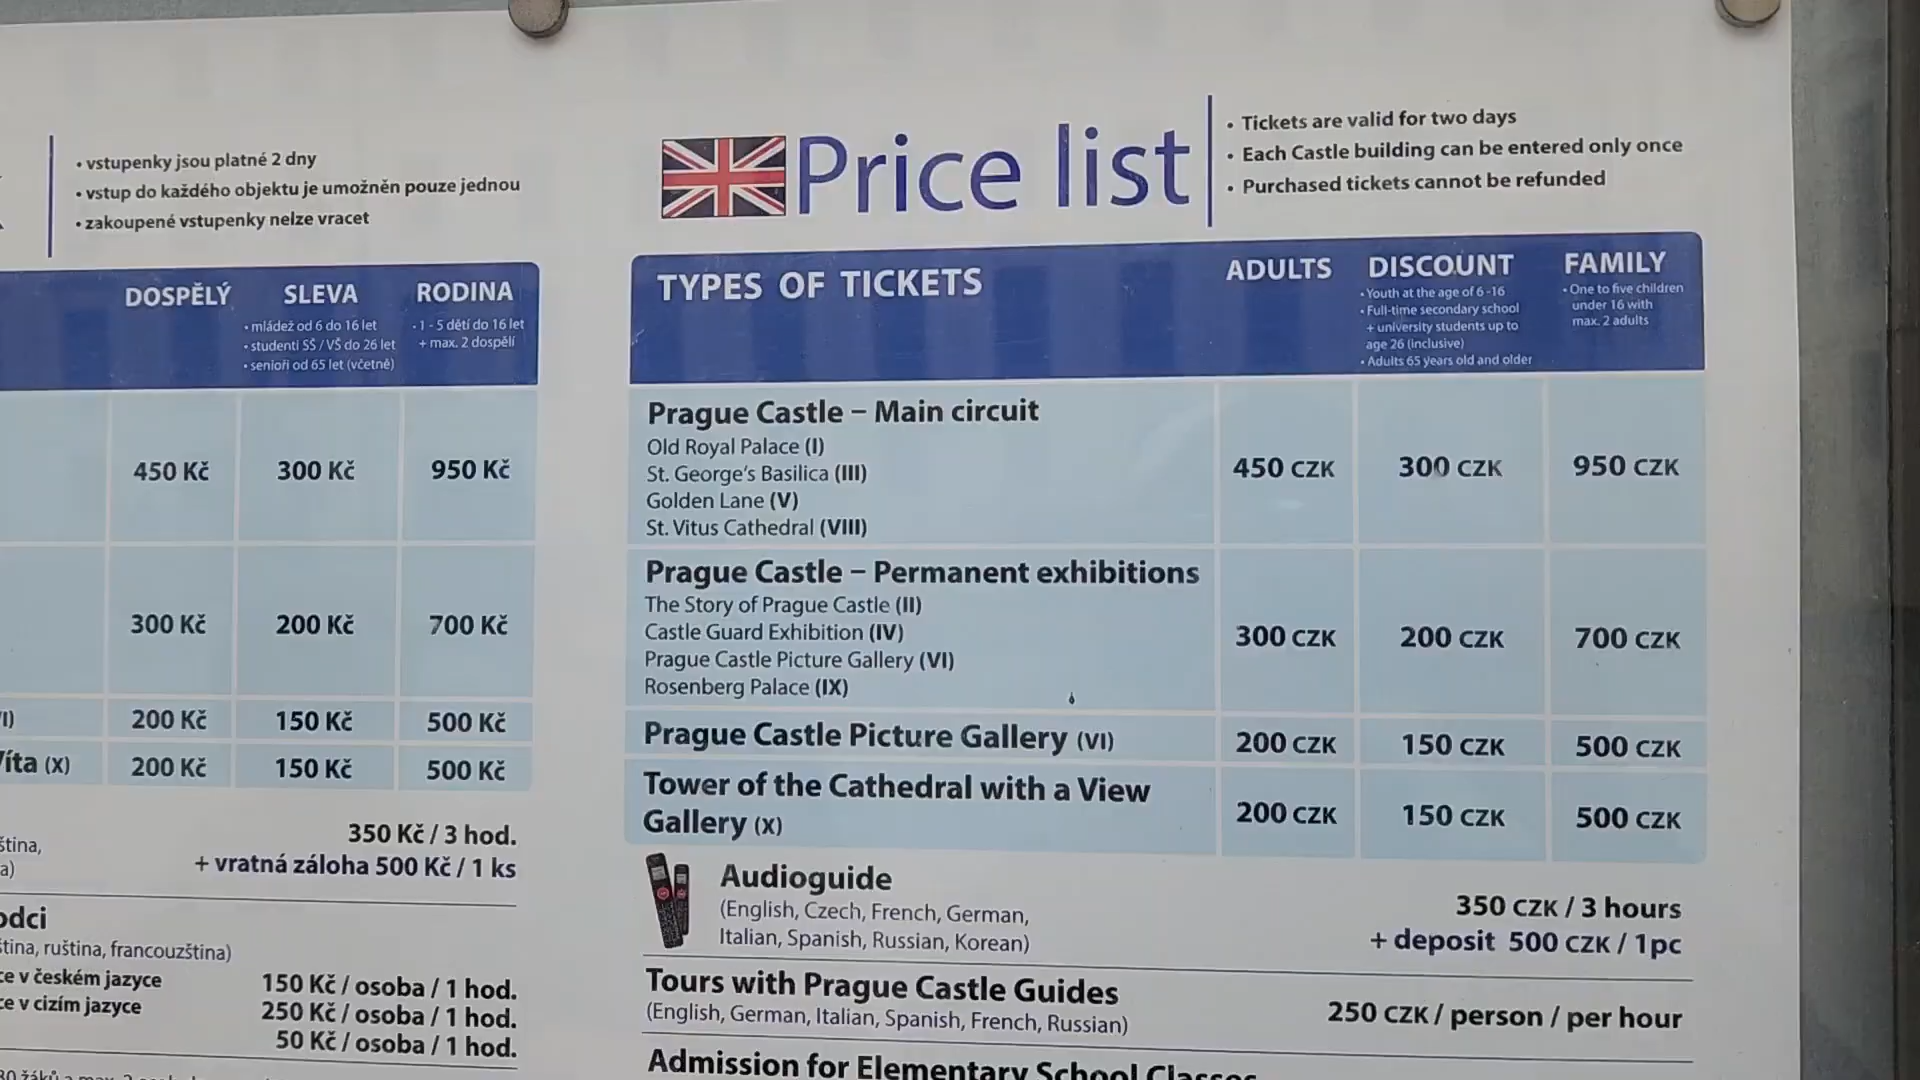 • vstupenky jsou platné 2 dny
• vstup do každého objektu je umožněn pouze jednou
• zakoupené vstupenky nelze vracet
DOSPĚLÝ SLEVA RODINA
• mládež od 6 do 16 let
• studenti SŠ / VŠ do 26 let
• senioři od 65 let (včetně)
• 1 - 5 dětí do 16 let
+ max. 2 dospělí
450 Kč 300 Kč 950 Kč
300 Kč 200 Kč 700 Kč
200 Kč 150 Kč 500 Kč
(X) 200 Kč 150 Kč 500 Kč
350 Kč / 3 hod.
+ vratná záloha 500 Kč / 1 ks
ruština, francouzština)
v českém jazyce 150 Kč / osoba / 1 hod.
v cizím jazyce 250 Kč / osoba / 1 hod.
50 Kč / osoba / 1 hod.
Price list
• Tickets are valid for two days
• Each Castle building can be entered only once
• Purchased tickets cannot be refunded
TYPES OF TICKETS ADULTS DISCOUNT FAMILY
• Youth at the age of 6 -16
• Full-time secondary school
+ university students up to
age 26 (inclusive)
• Adults 65 years old and older
• One to five children
under 16 with
max. 2 adults
Prague Castle – Main circuit
Old Royal Palace (I)
St. George's Basilica (III)
Golden Lane (V)
St. Vitus Cathedral (VIII)
450 CZK 300 CZK 950 CZK
Prague Castle – Permanent exhibitions
The Story of Prague Castle (II)
Castle Guard Exhibition (IV)
Prague Castle Picture Gallery (VI)
Rosenberg Palace (IX)
300 CZK 200 CZK 700 CZK
Prague Castle Picture Gallery (VI) 200 CZK 150 CZK 500 CZK
Tower of the Cathedral with a View
Gallery (X)
200 CZK 150 CZK 500 CZK
Audioguide
(English, Czech, French, German,
Italian, Spanish, Russian, Korean)
350 CZK / 3 hours
+ deposit 500 CZK / 1pc
Tours with Prague Castle Guides
(English, German, Italian, Spanish, French, Russian)
250 CZK / person / per hour
Admission for Elementary School Classes